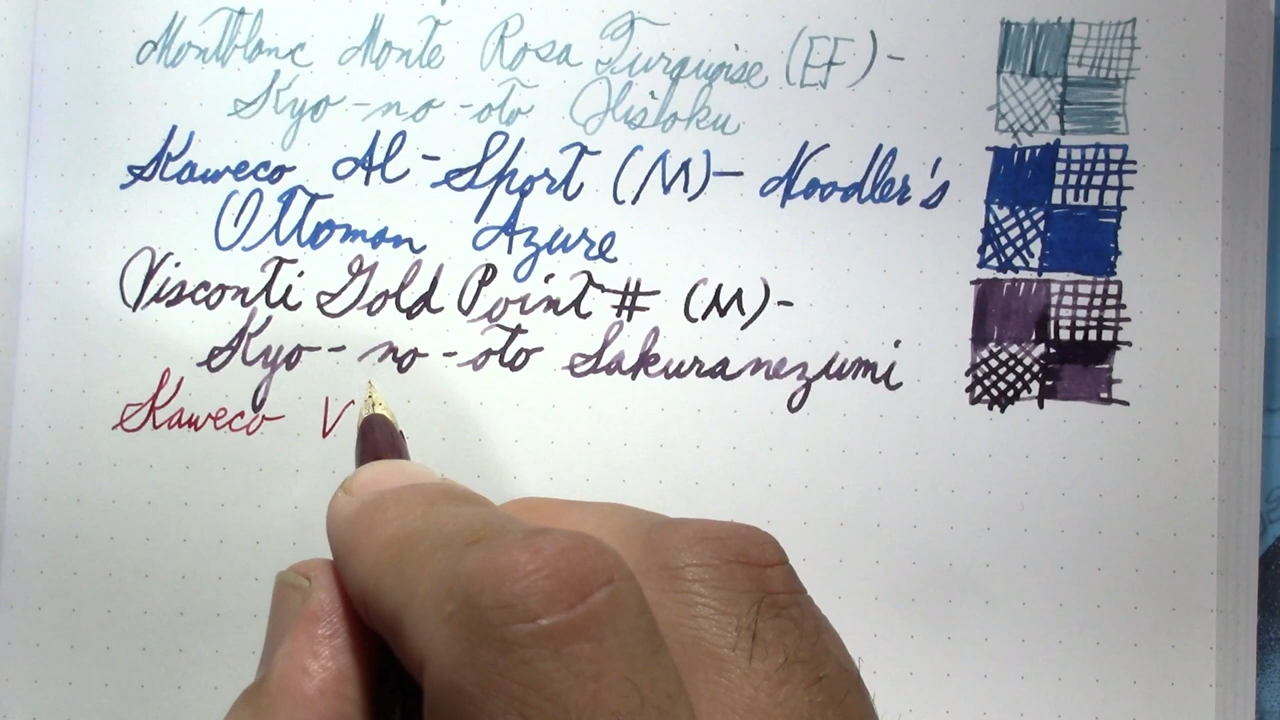 Montblanc Monte Rosa Turquoise (EF) -
Kyo-no-oto Hisoku
Kaweco Al-Sport (M) - Noodler's
Ottoman Azure
Visconti Gold Point # (M) -
Kyo-no-oto Sakuranezumi
Kaweco V